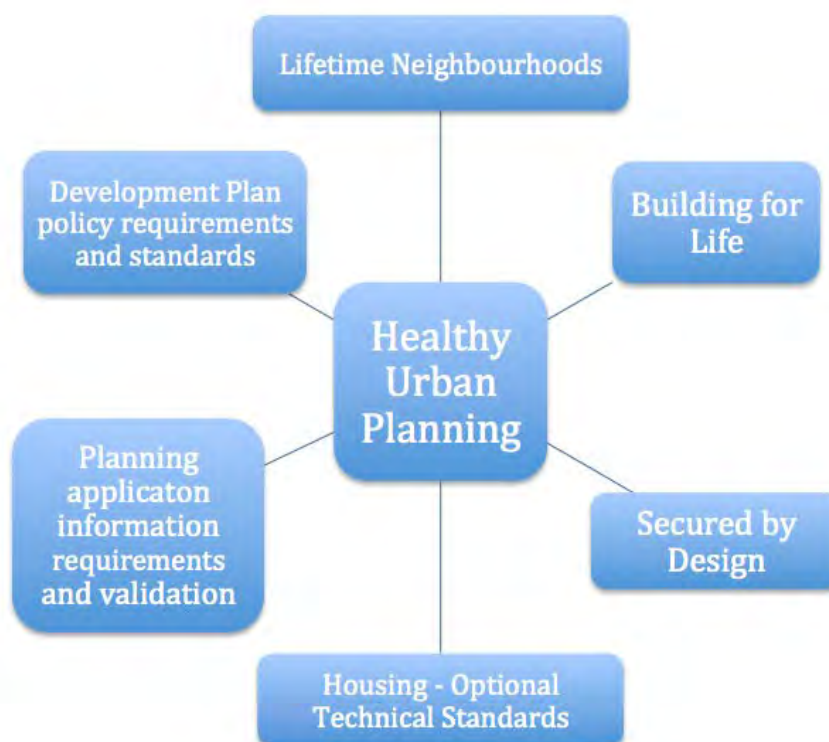 Lifetime Neighbourhoods
Development Plan
policy requirements
and standards
Building for
Life
Healthy
Urban
Planning
Planning
applicaton
information
requirements
and validation
Secured by
Design
Housing - Optional
Technical Standards